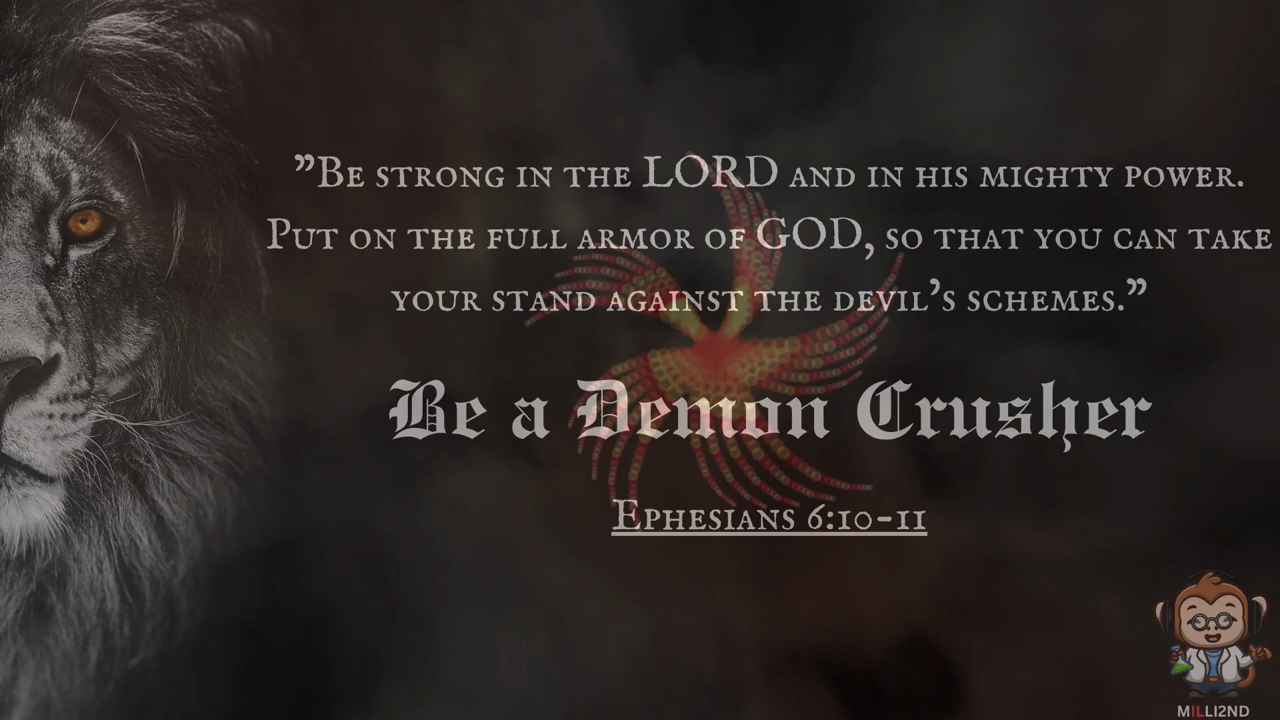 ”Be strong in the LORD and in his mighty power.
Put on the full armor of GOD, so that you can take
your stand against the devil’s schemes.”
Be a Demon Crusher
Ephesians 6:10-11
MILLI2ND